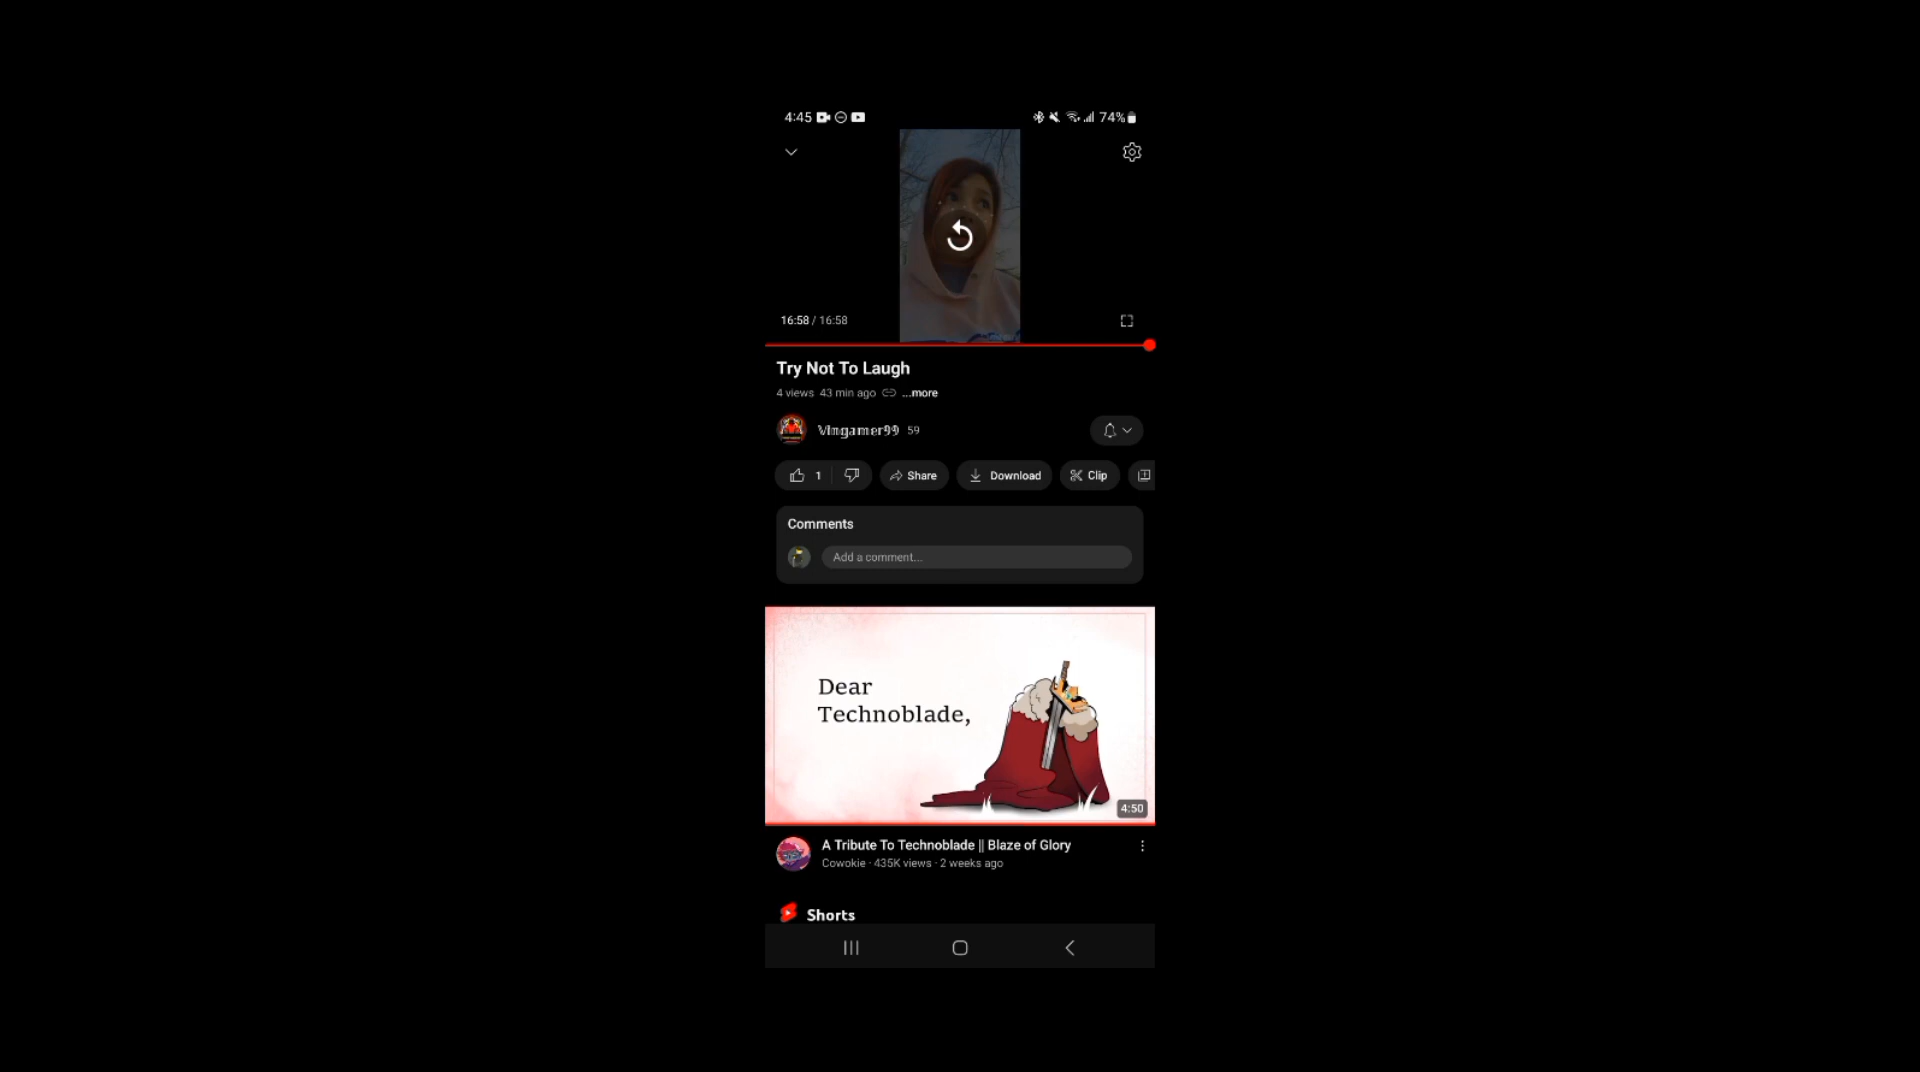 4:45
74%
16:58 / 16:58
Try Not To Laugh
4 views 43 min ago ...more
𝕍𝕝𝕞𝕘𝕒𝕞𝕖𝕣𝟡𝟡 59
1 Share Download Clip
Comments
Add a comment...
Dear
Technoblade,
4:50
A Tribute To Technoblade || Blaze of Glory
Cowokie · 435K views · 2 weeks ago
Shorts